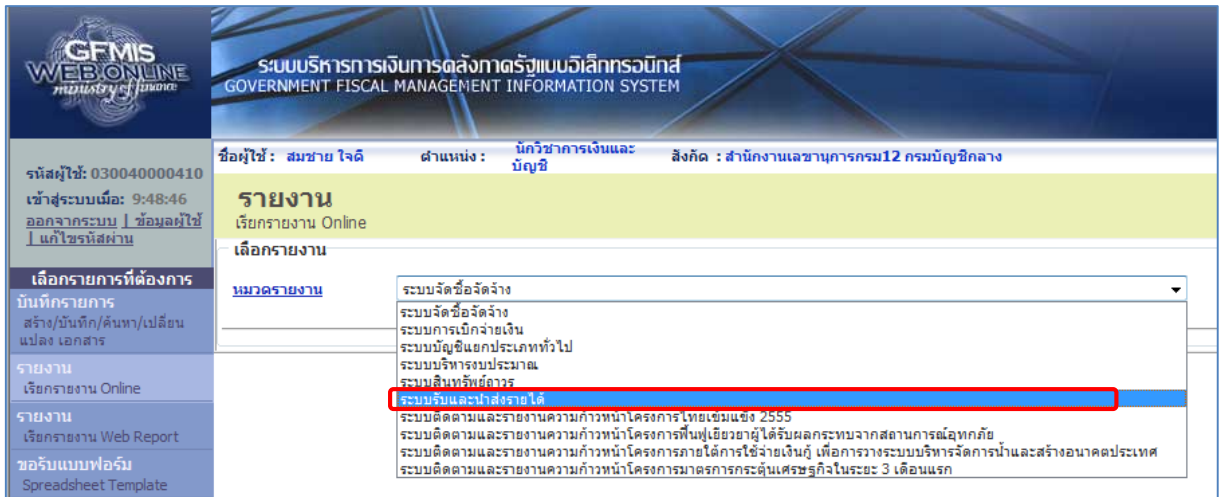 GFMIS
WEB ONLINE
ministry of finance
ระบบบริหารการเงินการคลังภาครัฐแบบอิเล็กทรอนิกส์
GOVERNMENT FISCAL MANAGEMENT INFORMATION SYSTEM
ชื่อผู้ใช้ : สมชาย ใจดี ตำแหน่ง : นักวิชาการเงินและ
บัญชี
สังกัด : สำนักงานเลขานุการกรม12 กรมบัญชีกลาง
รหัสผู้ใช้: 030040000410
เข้าสู่ระบบเมื่อ: 9:48:46
ออกจากระบบ | ข้อมูลผู้ใช้
| แก้ไขรหัสผ่าน
เลือกรายการที่ต้องการ
บันทึกรายการ
สร้าง/บันทึก/ค้นหา/เปลี่ยน
แปลง เอกสาร
รายงาน
เรียกรายงาน Online
รายงาน
เรียกรายงาน Web Report
ขอรับแบบฟอร์ม
Spreadsheet Template
รายงาน
เรียกรายงาน Online
เลือกรายงาน
หมวดรายงาน ระบบจัดซื้อจัดจ้าง
ระบบจัดซื้อจัดจ้าง
ระบบการเบิกจ่ายเงิน
ระบบบัญชีแยกประเภททั่วไป
ระบบบริหารงบประมาณ
ระบบสินทรัพย์ถาวร
ระบบรับและนำส่งรายได้
ระบบติดตามและรายงานความก้าวหน้าโครงการไทยเข้มแข็ง 2555
ระบบติดตามและรายงานความก้าวหน้าโครงการฟื้นฟูเยียวยาผู้ได้รับผลกระทบจากสถานการณ์อุทกภัย
ระบบติดตามและรายงานความก้าวหน้าโครงการภายใต้การใช้จ่ายเงินกู้ เพื่อการวางระบบบริหารจัดการน้ำและสร้างอนาคตประเทศ
ระบบติดตามและรายงานความก้าวหน้าโครงการมาตรการกระตุ้นเศรษฐกิจในระยะ 3 เดือนแรก